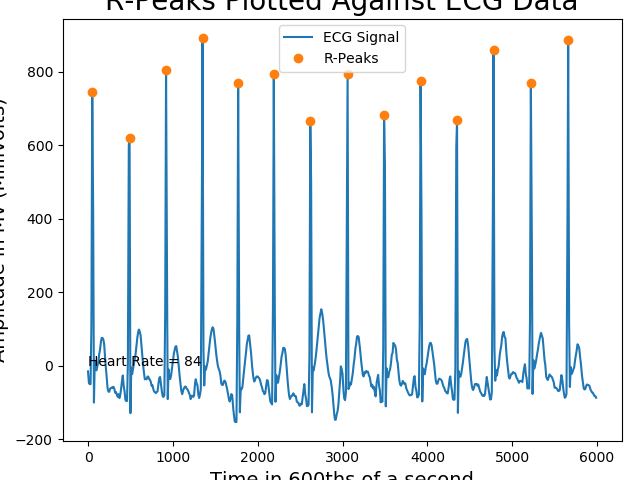 R-Peaks Plotted Against ECG Data
ECG Signal
R-Peaks
800
600
400
200
0
−200
Amplitude in MV (Millivolts)
Heart Rate = 84
0 1000 2000 3000 4000 5000 6000
Time in 600ths of a second